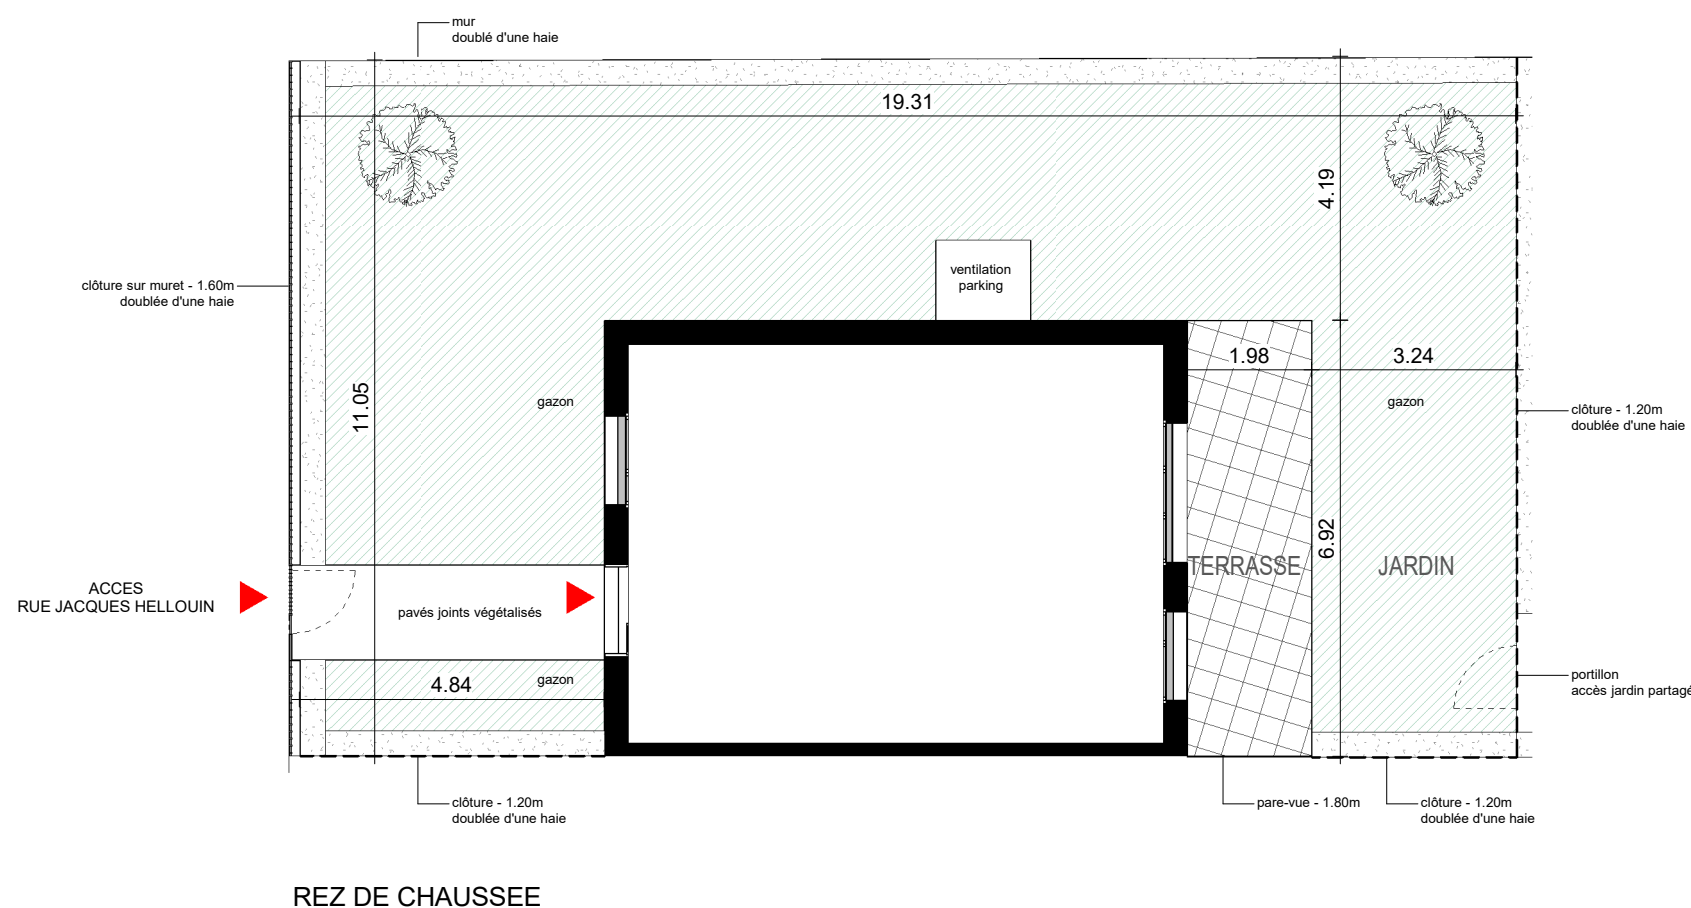 mur
doublé d'une haie
19.31
4.19
ventilation
parking
clôture sur muret - 1.60m
doublée d'une haie
1.98
3.24
11.05
gazon
gazon
clôture - 1.20m
doublée d'une haie
6.92
TERRASSE
JARDIN
ACCES
RUE JACQUES HELLOUIN
pavés joints végétalisés
4.84
gazon
portillon
accès jardin partagé
clôture - 1.20m
doublée d'une haie
pare-vue - 1.80m
clôture - 1.20m
doublée d'une haie
REZ DE CHAUSSEE